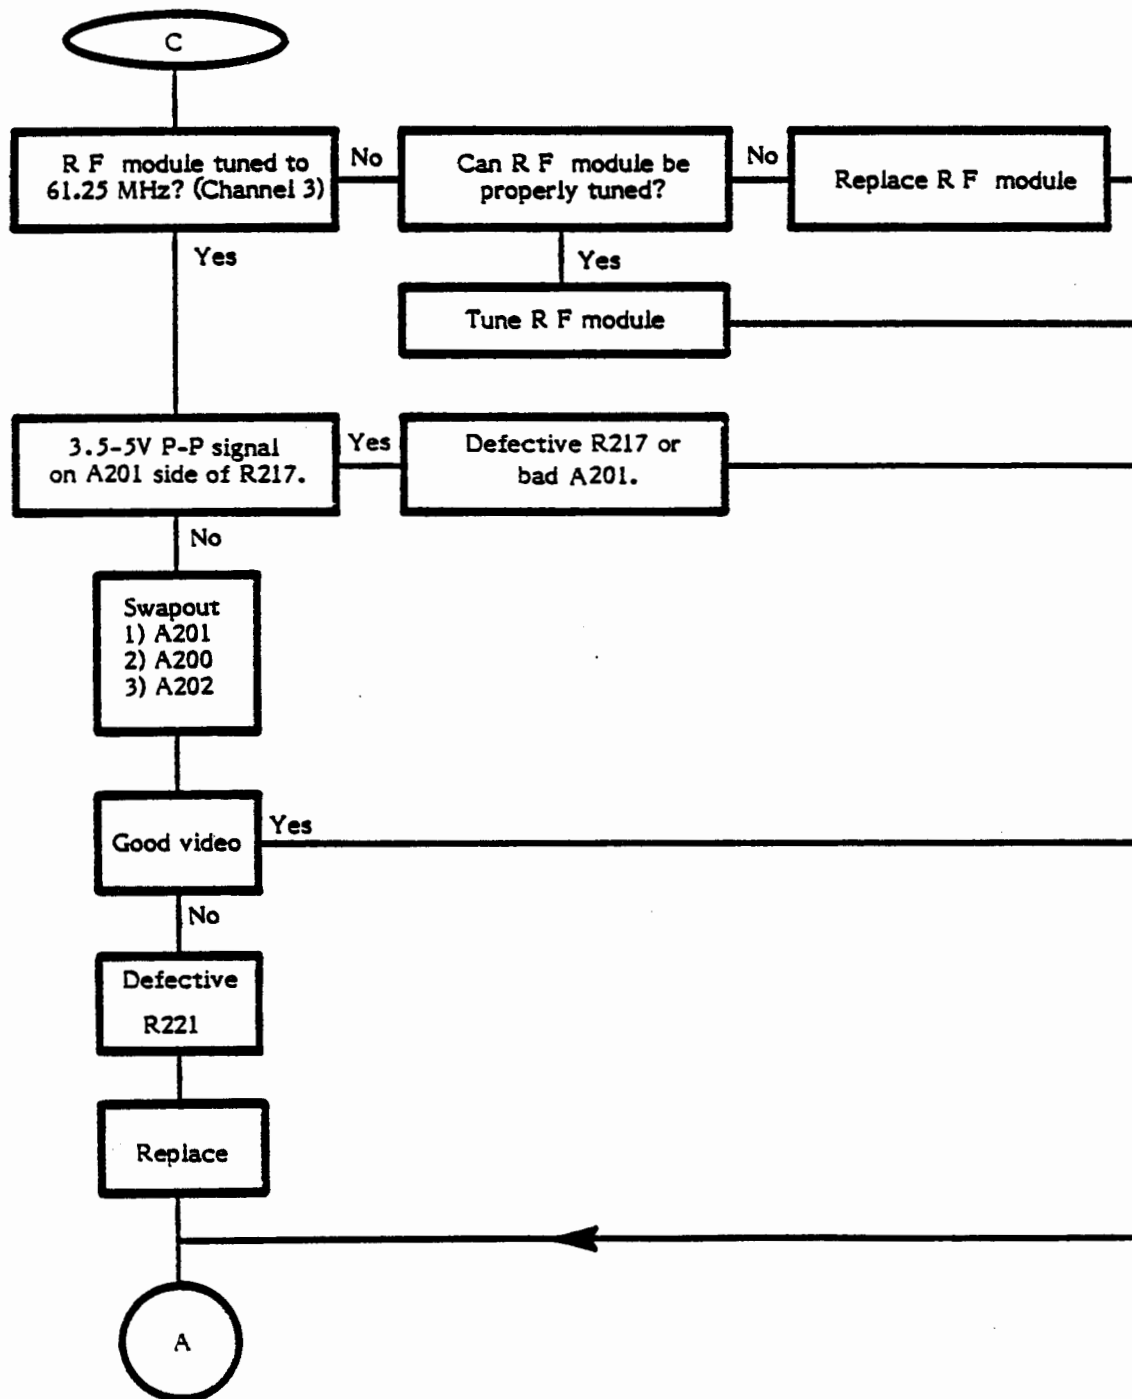 C
R F module tuned to
61.25 MHz? (Channel 3)
No
Can R F module be
properly tuned?
No
Replace R F module
Yes
Yes
Tune R F module
3.5-5V P-P signal
on A201 side of R217.
Yes
Defective R217 or
bad A201.
No
Swapout
1) A201
2) A200
3) A202
Good video
Yes
No
Defective
R221
Replace
A